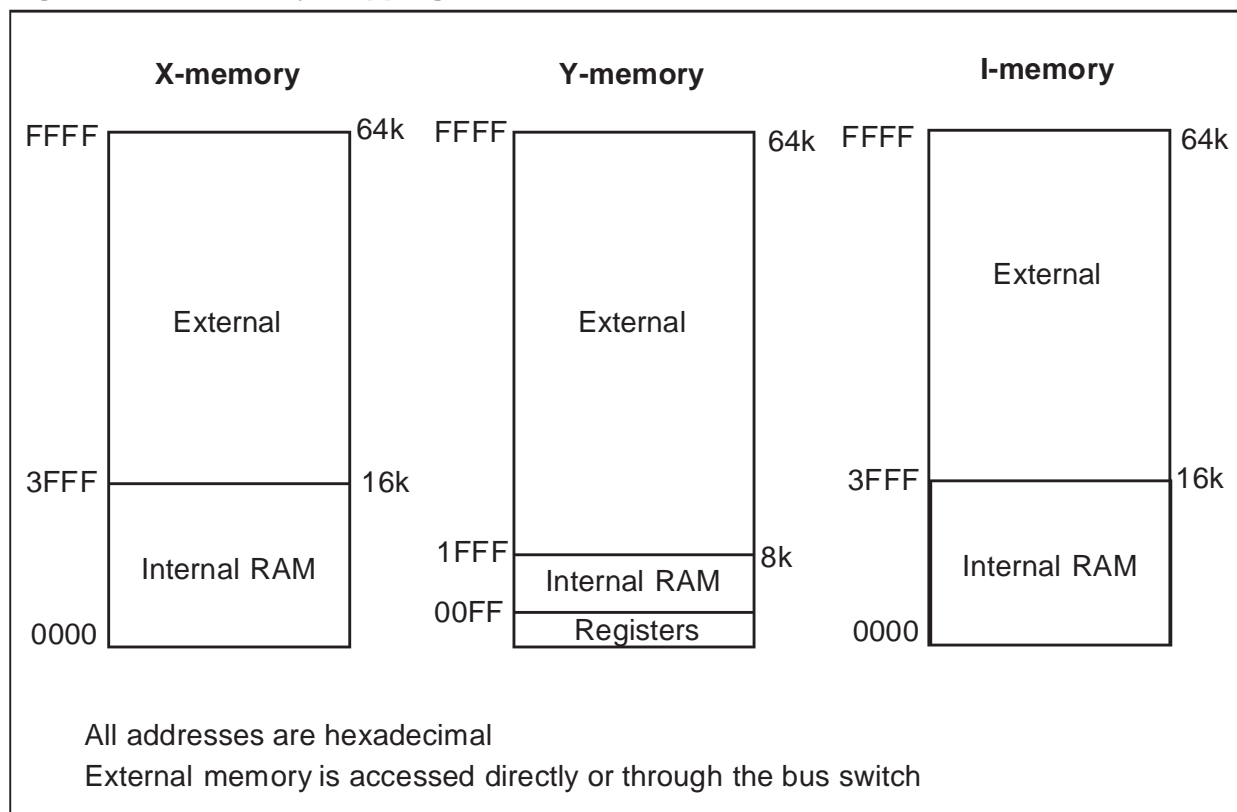 X-memory
Y-memory
I-memory
FFFF
64k
External
3FFF
16k
Internal RAM
0000
FFFF
64k
External
1FFF
8k
Internal RAM
00FF
Registers
FFFF
64k
External
3FFF
16k
Internal RAM
0000
All addresses are hexadecimal
External memory is accessed directly or through the bus switch